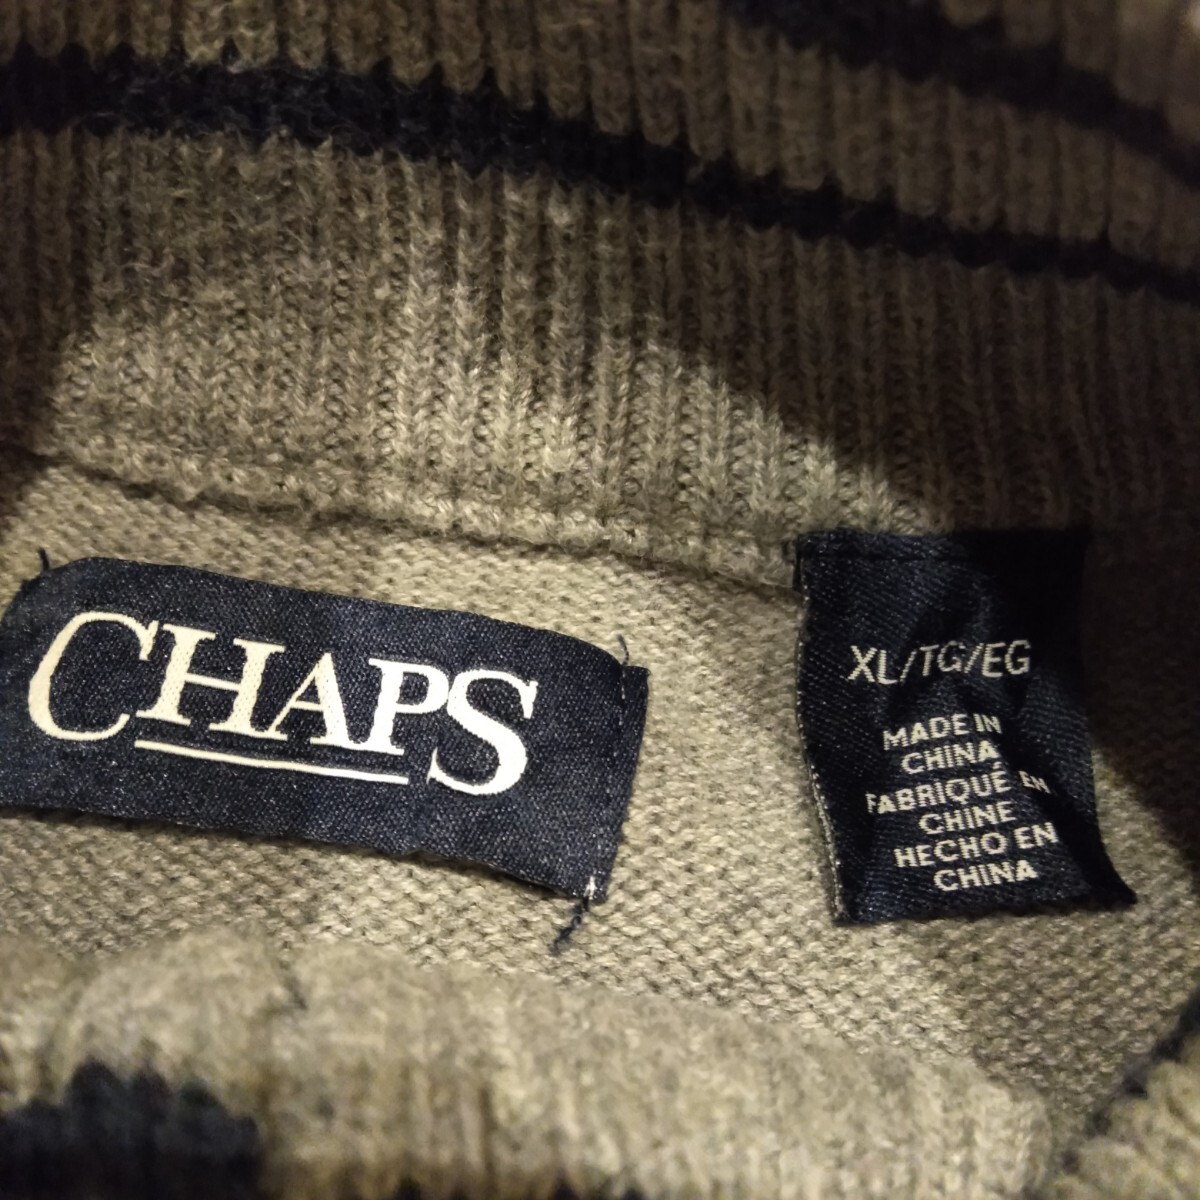 CHAPS
XL/TG/EG
MADE IN
CHINA
FABRIQUÉ EN
CHINE
HECHO EN
CHINA